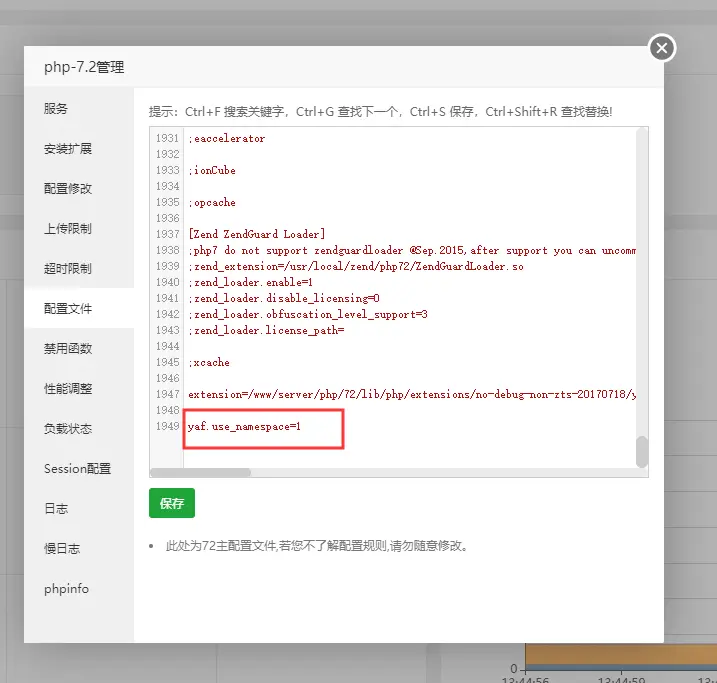 php-7.2管理
服务
安装扩展
配置修改
上传限制
超时限制
配置文件
禁用函数
性能调整
负载状态
Session配置
日志
慢日志
phpinfo
提示：Ctrl+F 搜索关键字，Ctrl+G 查找下一个，Ctrl+S 保存，Ctrl+Shift+R 查找替换!
1931 ;eaccelerator
1932
1933 ;ionCube
1934
1935 ;opcache
1936
1937 [Zend ZendGuard Loader]
1938 ;php7 do not support zendguardloader @Sep.2015,after support you can uncomm
1939 ;zend_extension=/usr/local/zend/php72/ZendGuardLoader.so
1940 ;zend_loader.enable=1
1941 ;zend_loader.disable_licensing=0
1942 ;zend_loader.obfuscation_level_support=3
1943 ;zend_loader.license_path=
1944
1945 ;xcache
1946
1947 extension=/www/server/php/72/lib/php/extensions/no-debug-non-zts-20170718/y
1948
1949 yaf.use_namespace=1
保存
• 此处为72主配置文件,若您不了解配置规则,请勿随意修改。
0
13:44:56 13:44:59